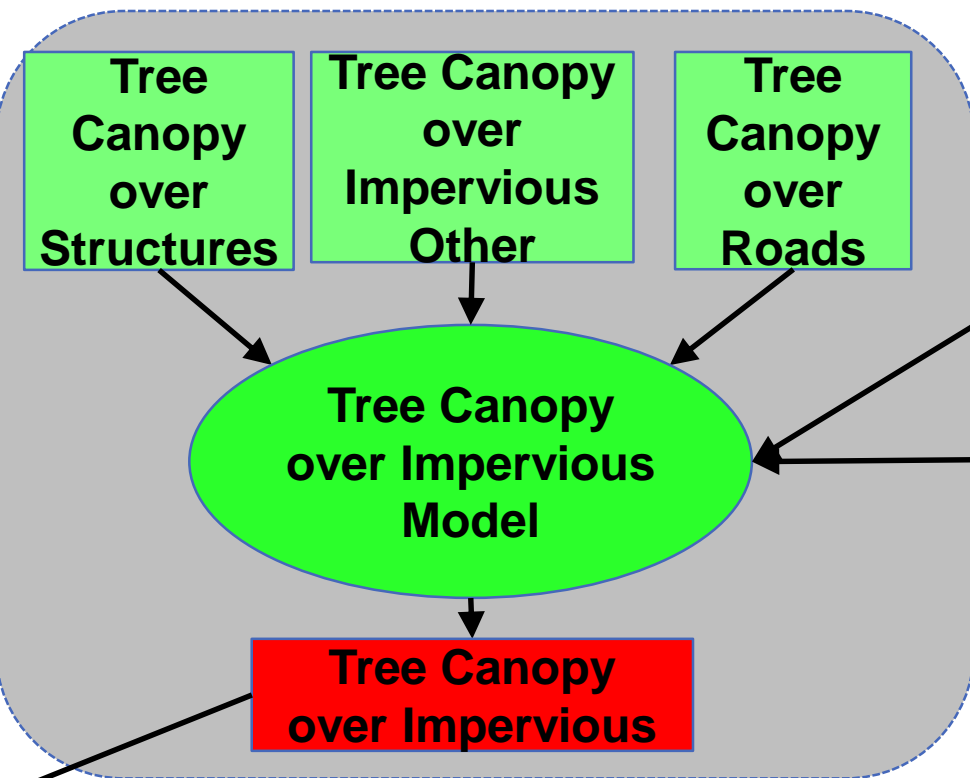 Tree
Canopy
over
Structures
Tree Canopy
over
Impervious
Other
Tree
Canopy
over
Roads
Tree Canopy
over Impervious
Model
Tree Canopy
over Impervious